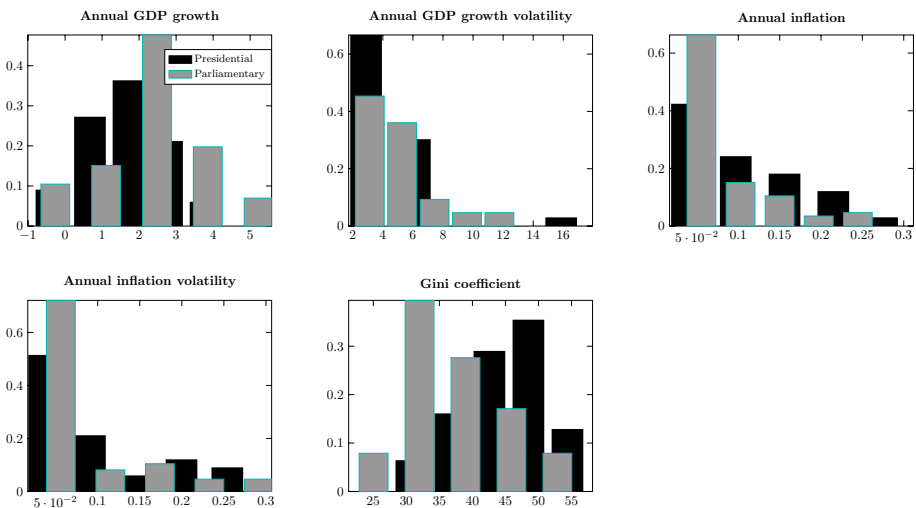 Annual GDP growth
0.4
0.3
0.2
0.1
0
−1 0 1 2 3 4 5
Presidential
Parliamentary
Annual GDP growth volatility
0.6
0.4
0.2
0
2 4 6 8 10 12 14 16
Annual inflation
0.6
0.4
0.2
0
5 · 10⁻² 0.1 0.15 0.2 0.25 0.3
Annual inflation volatility
0.6
0.4
0.2
0
5 · 10⁻² 0.1 0.15 0.2 0.25 0.3
Gini coefficient
0.3
0.2
0.1
0
25 30 35 40 45 50 55